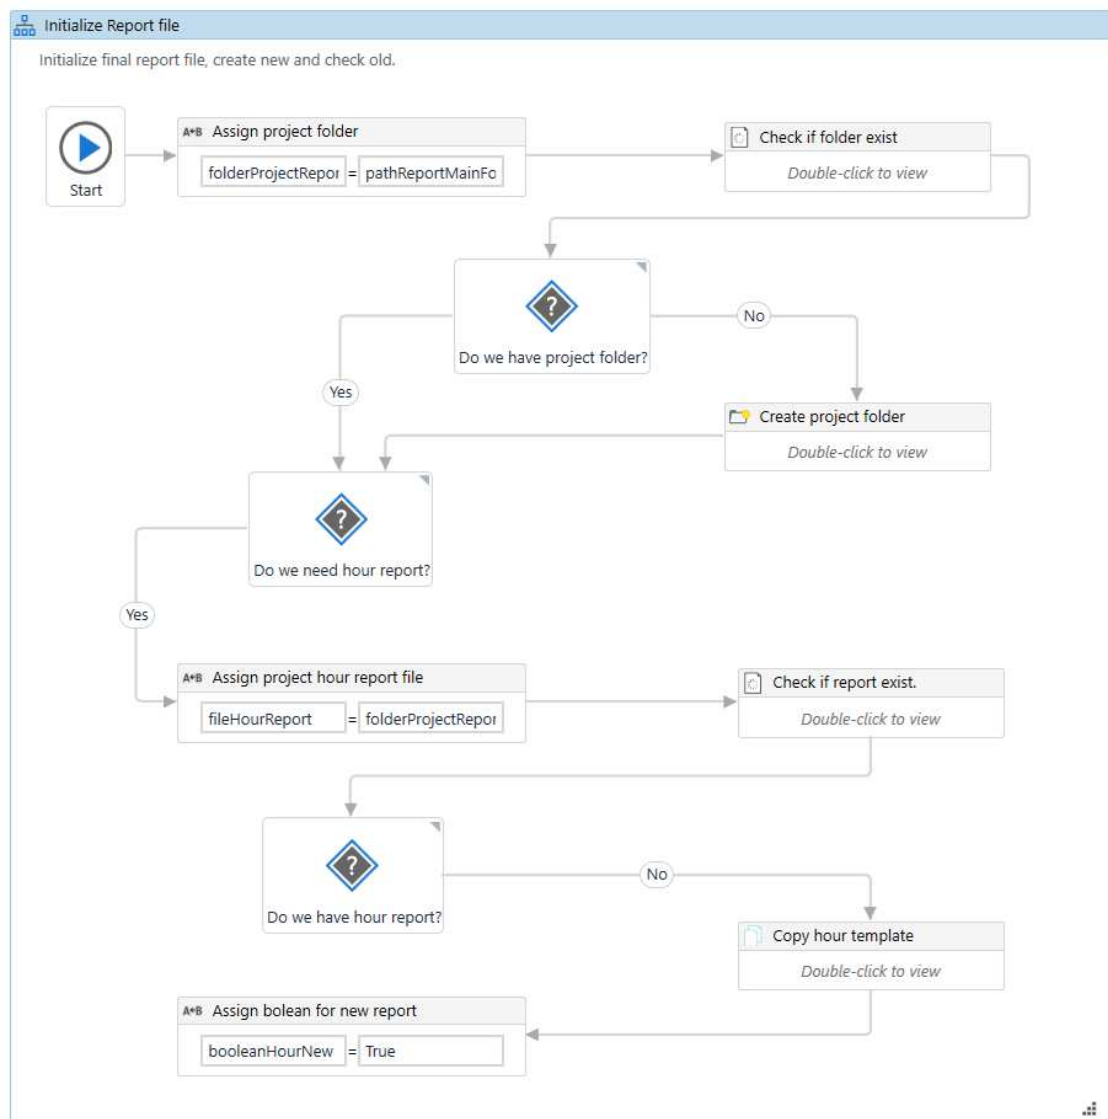 Initialize Report file
Initialize final report file, create new and check old.
Start
A+B Assign project folder
folderProjectRepor = pathReportMainFo
Check if folder exist
Double-click to view
?
Do we have project folder?
No
Yes
Create project folder
Double-click to view
?
Do we need hour report?
Yes
A+B Assign project hour report file
fileHourReport = folderProjectRepor
Check if report exist.
Double-click to view
?
Do we have hour report?
No
Copy hour template
Double-click to view
A+B Assign bolean for new report
booleanHourNew = True